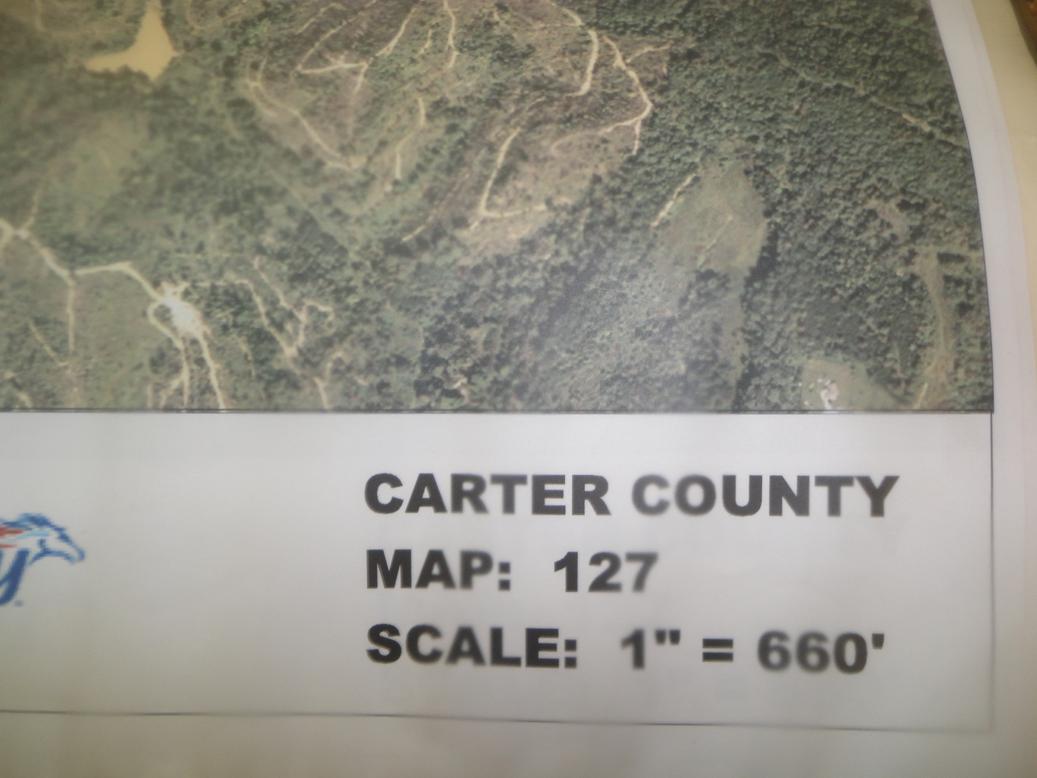 CARTER COUNTY
MAP: 127
SCALE: 1" = 660'